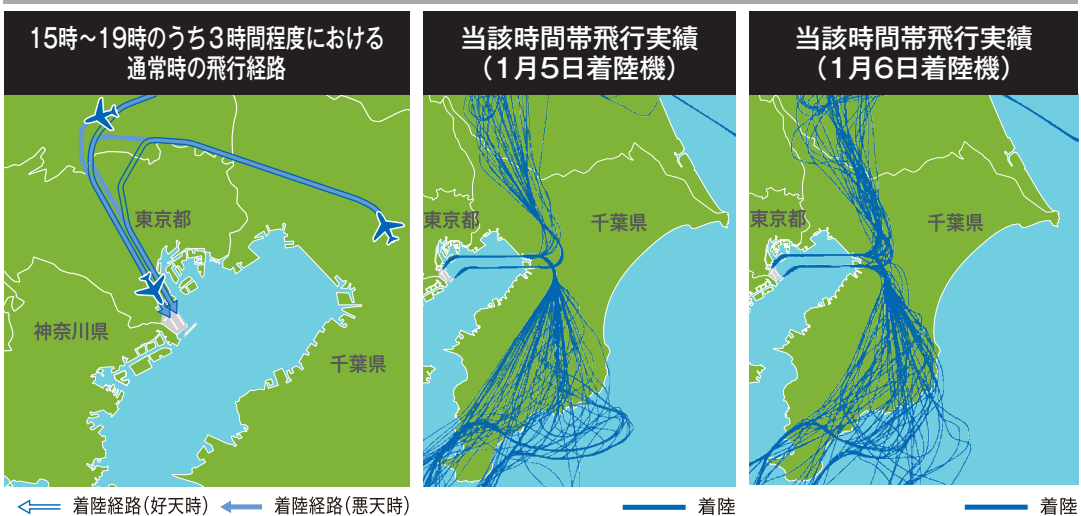 15時～19時のうち3時間程度における
通常時の飛行経路
東京都
神奈川県
千葉県
着陸経路（好天時）
着陸経路（悪天時）
当該時間帯飛行実績
（1月5日着陸機）
東京都
千葉県
着陸
当該時間帯飛行実績
（1月6日着陸機）
東京都
千葉県
着陸